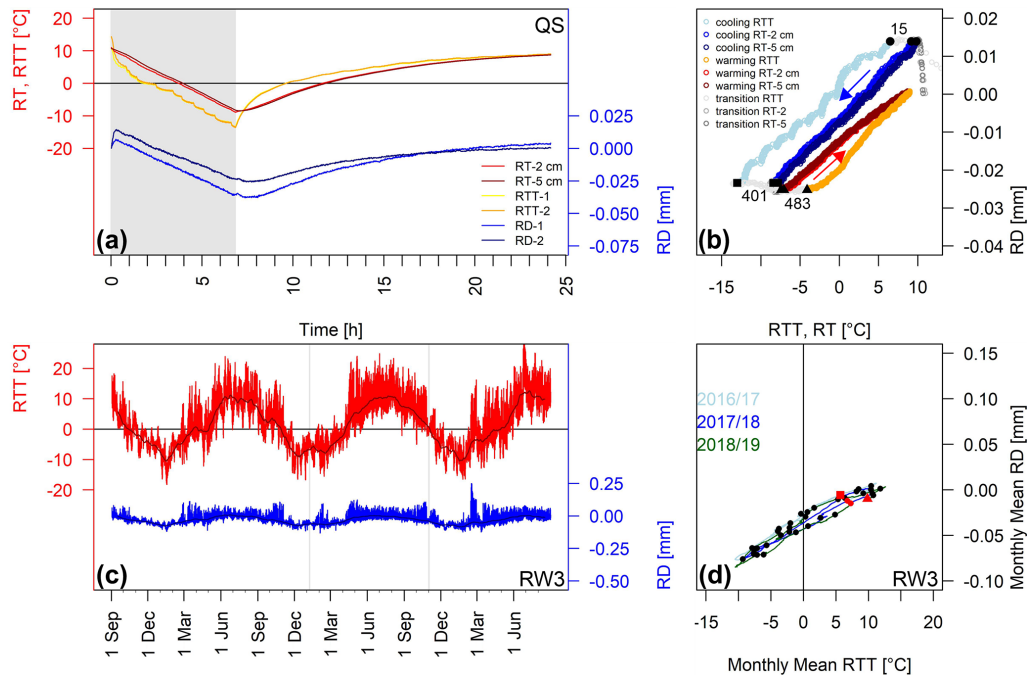 QS
RT, RTT [°C]
20
10
0
-10
-20
0.025
0.000
-0.025
-0.050
-0.075
RD [mm]
RT-2 cm
RT-5 cm
RTT-1
RTT-2
RD-1
RD-2
(a)
0
5
10
15
20
25
Time [h]
cooling RTT
cooling RT-2 cm
cooling RT-5 cm
warming RTT
warming RT-2 cm
warming RT-5 cm
transition RTT
transition RT-2
transition RT-5
15
401
483
0.02
0.01
0.00
-0.01
-0.02
-0.03
-0.04
RD [mm]
(b)
-15
-5
0
5
10
RTT, RT [°C]
RTT [°C]
20
10
0
-10
-20
0.25
0.00
-0.25
-0.50
RD [mm]
(c)
RW3
1 Sep
1 Dec
1 Mar
1 Jun
1 Sep
1 Dec
1 Mar
1 Jun
1 Sep
1 Dec
1 Mar
1 Jun
2016/17
2017/18
2018/19
0.15
0.10
0.05
0.00
-0.05
-0.10
Monthly Mean RD [mm]
(d)
RW3
-15
-5
0
5
10
20
Monthly Mean RTT [°C]